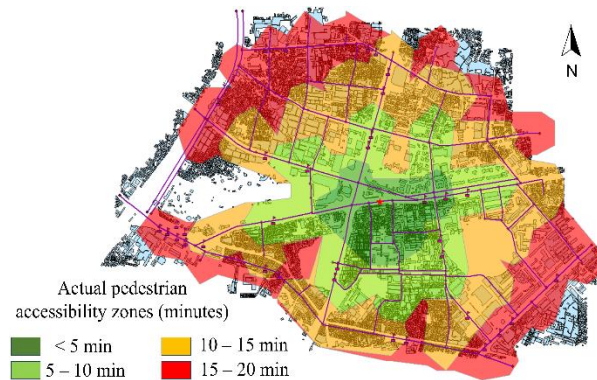 N
Actual pedestrian
accessibility zones (minutes)
< 5 min
10 – 15 min
5 – 10 min
15 – 20 min